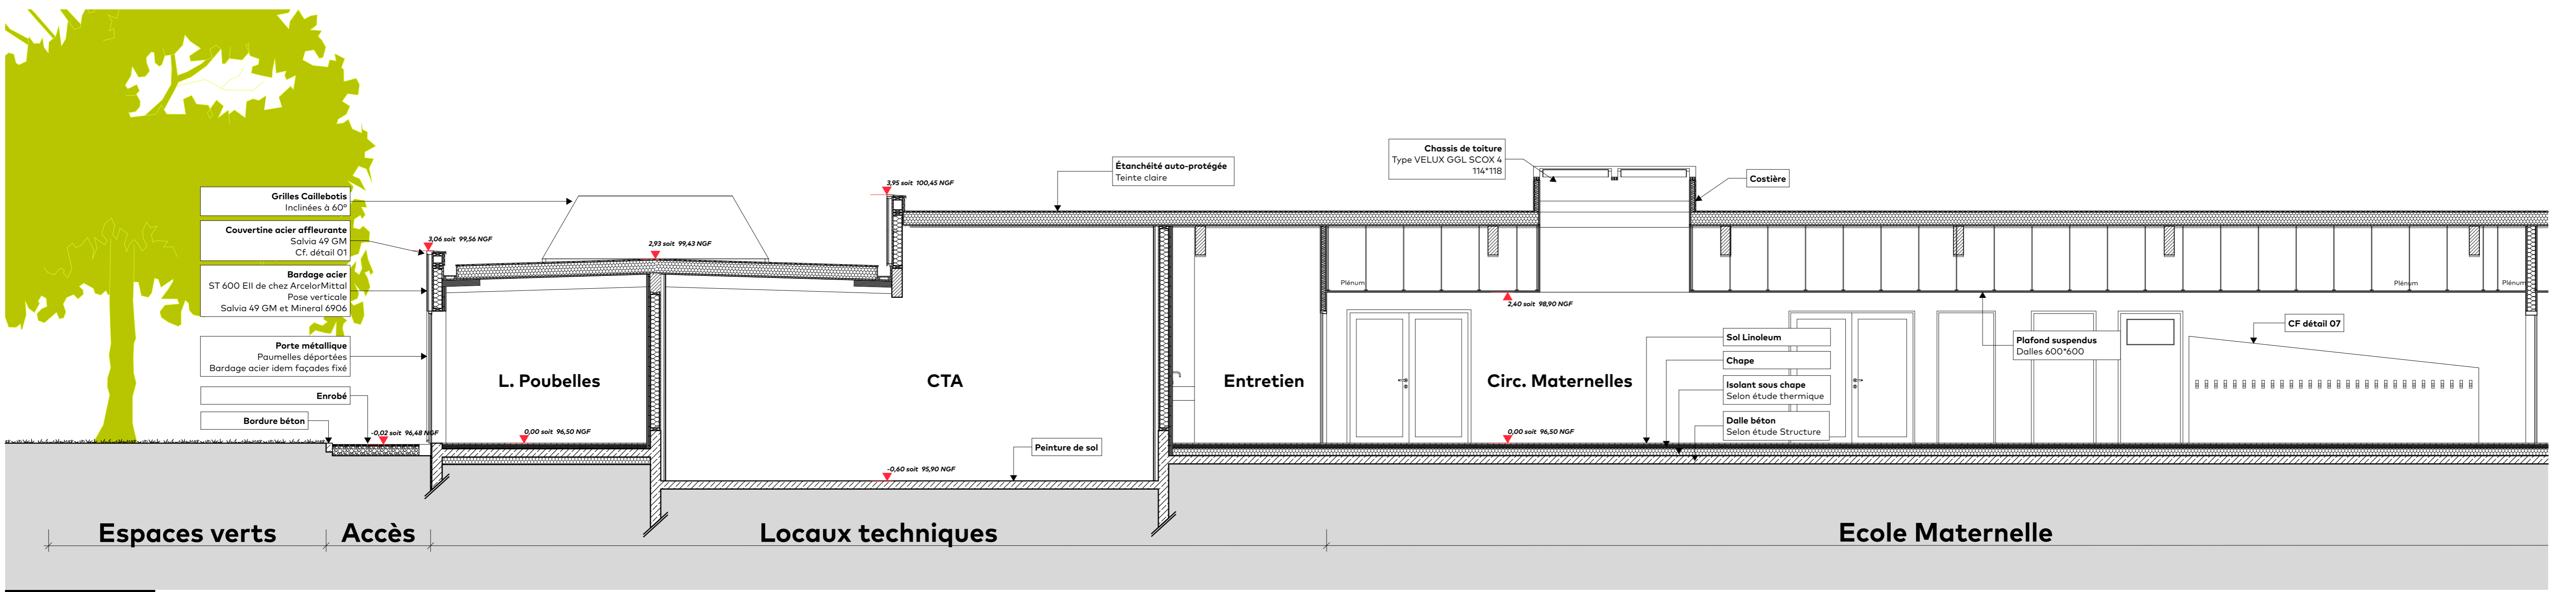 Grilles Caillebotis
Inclinées à 60°
Couvertine acier affleurante
Salvia 49 GM
Cf. détail 01
Bardage acier
ST 600 EII de chez ArcelorMittal
Pose verticale
Salvia 49 GM et Mineral 6906
Porte métallique
Paumelles déportées
Bardage acier idem façades fixé
Enrobé
Bordure béton
-0,02 soit 96,48 NGF
3,06 soit 99,56 NGF
2,93 soit 99,43 NGF
3,95 soit 100,45 NGF
Étanchéité auto-protégée
Teinte claire
Chassis de toiture
Type VELUX GGL SCOX 4
114*118
Costière
Plénum
Plénum
Plénum
2,40 soit 98,90 NGF
L. Poubelles
CTA
Entretien
Circ. Maternelles
Sol Linoleum
Chape
Isolant sous chape
Selon étude thermique
Dalle béton
Selon étude Structure
Plafond suspendus
Dalles 600*600
CF détail 07
0,00 soit 96,50 NGF
0,00 soit 96,50 NGF
-0,60 soit 95,90 NGF
Peinture de sol
Espaces verts
Accès
Locaux techniques
Ecole Maternelle